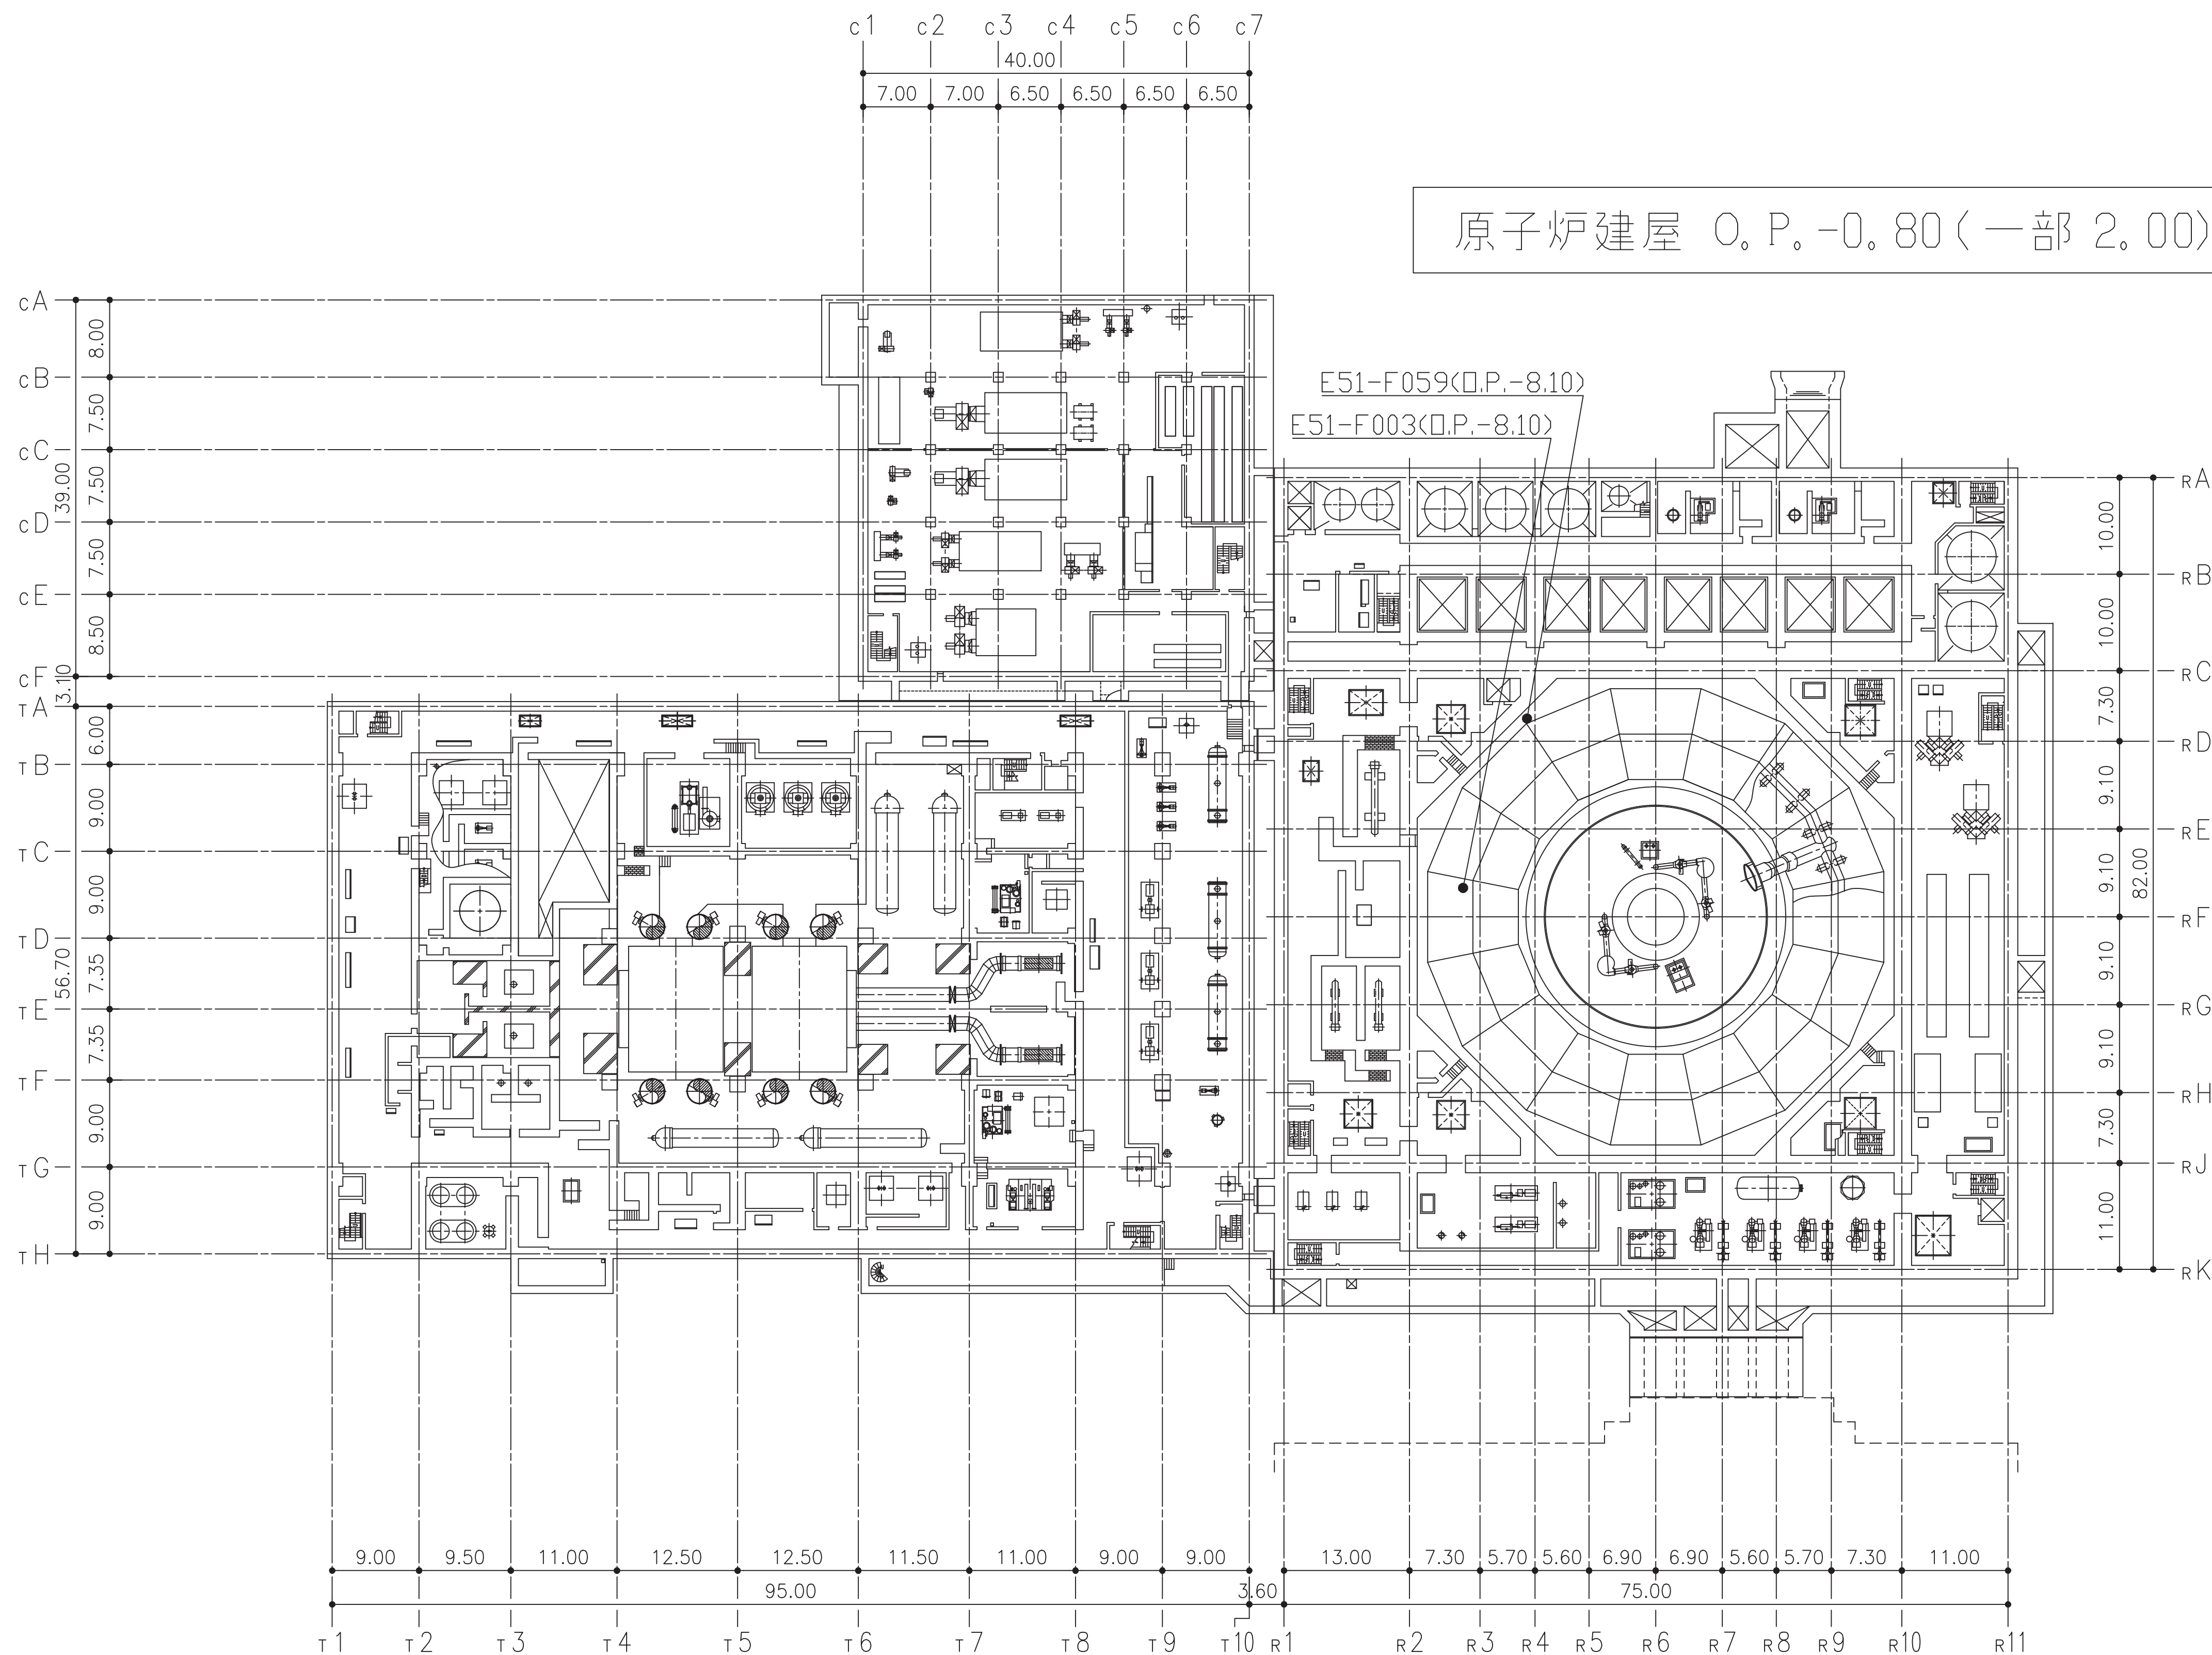 c1 c2 c3 c4 c5 c6 c7
40.00
7.00 7.00 6.50 6.50 6.50 6.50
原子炉建屋 O.P.-0.80(一部 2.00)
E51-F059(O.P.-8.10)
E51-F003(O.P.-8.10)
cA
cB
cC
cD
cE
cF
TA
TB
TC
TD
TE
TF
TG
TH
8.00
7.50
7.50
7.50
8.50
39.00
3.10
6.00
9.00
9.00
7.35
7.35
9.00
9.00
56.70
RA
RB
RC
RD
RE
RF
RG
RH
RJ
RK
10.00
10.00
7.30
9.10
9.10
9.10
9.10
7.30
11.00
82.00
9.00 9.50 11.00 12.50 12.50 11.50 11.00 9.00 9.00 13.00 7.30 5.70 5.60 6.90 6.90 5.60 5.70 7.30 11.00
95.00 3.60 75.00
T1 T2 T3 T4 T5 T6 T7 T8 T9 T10 R1 R2 R3 R4 R5 R6 R7 R8 R9 R10 R11